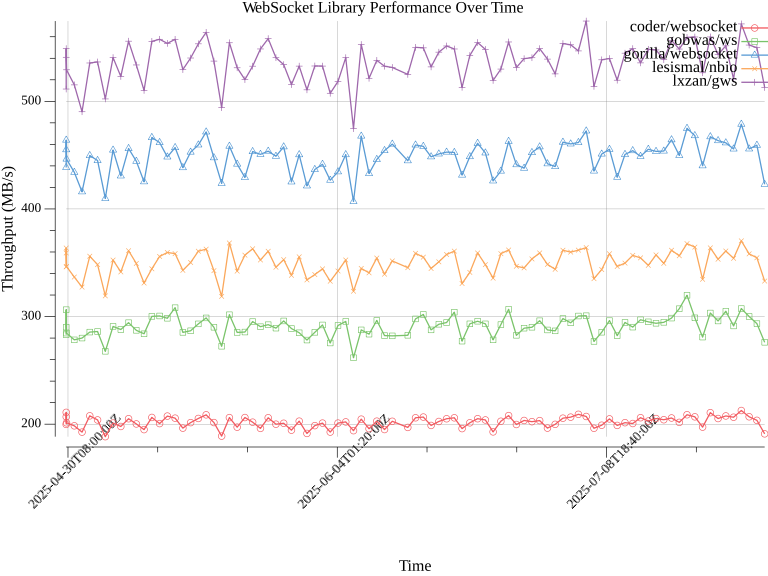 WebSocket Library Performance Over Time
coder/websocket
gobwas/ws
gorilla/websocket
lesismal/nbio
lxzan/gws
Throughput (MB/s)
500
400
300
200
2025-04-30T08:00:00Z
2025-06-04T01:20:00Z
2025-07-08T18:40:00Z
Time